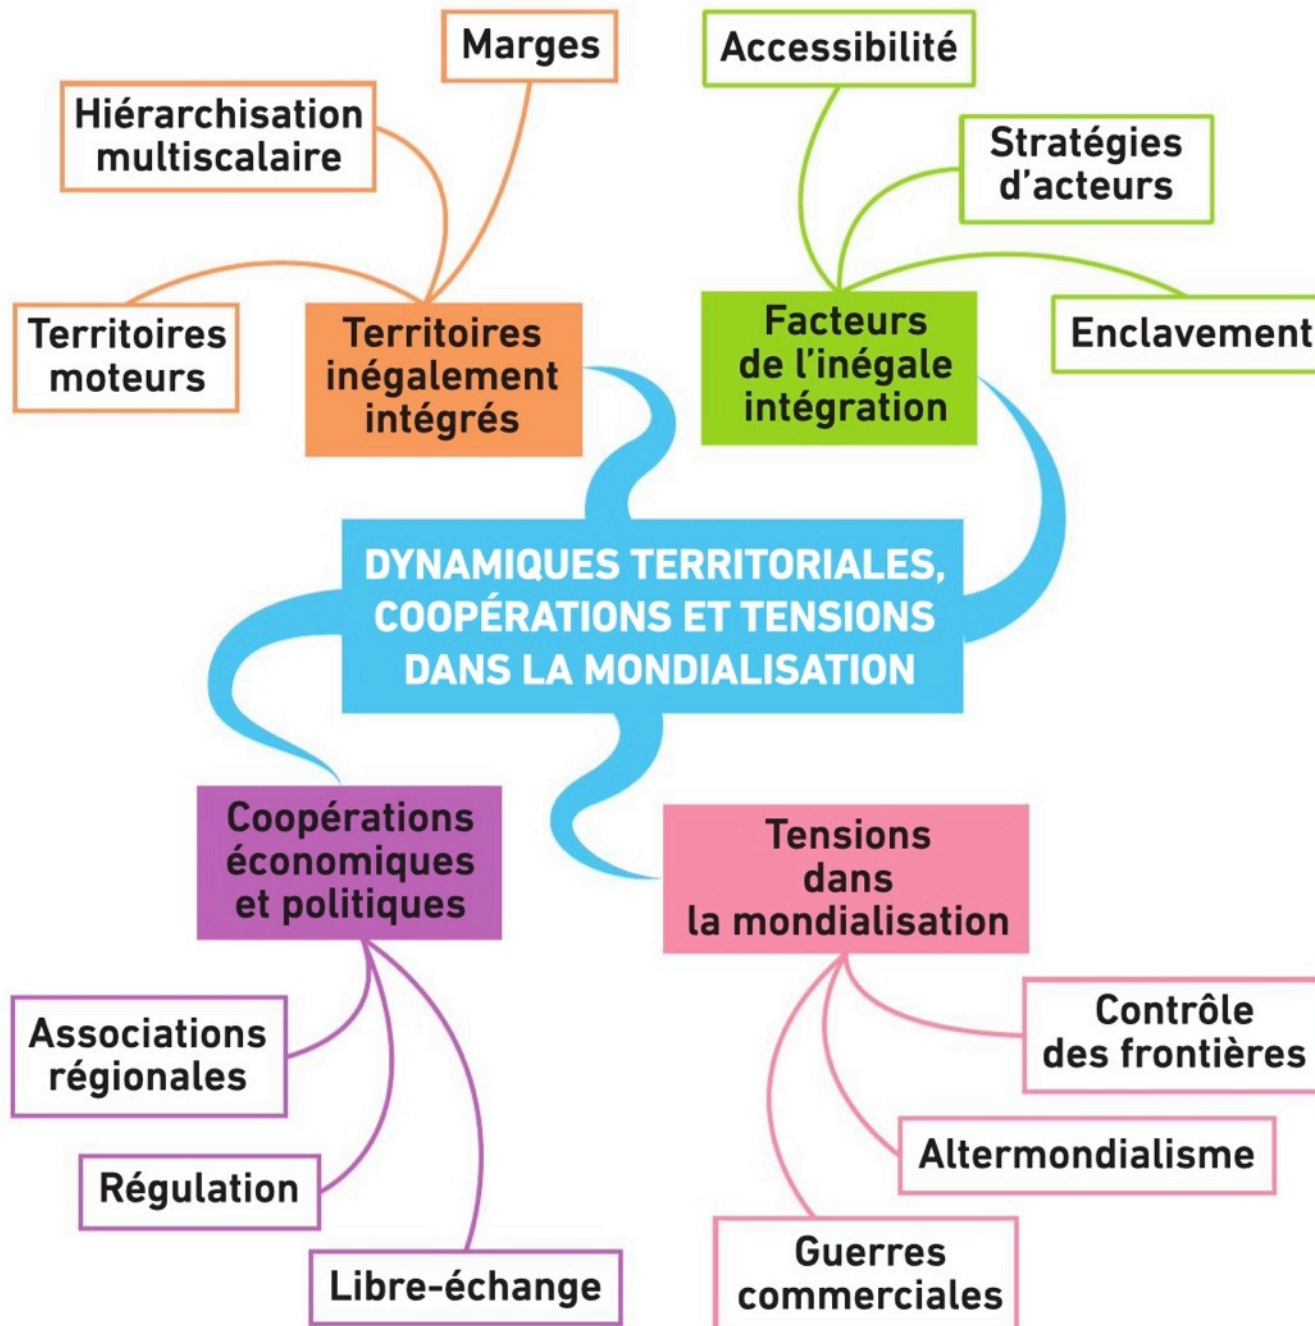 Marges
Accessibilité
Hiérarchisation
multiscalaire
Stratégies
d'acteurs
Territoires
moteurs
Territoires
inégalement
intégrés
Facteurs
de l'inégale
intégration
Enclavement
DYNAMIQUES TERRITORIALES,
COOPÉRATIONS ET TENSIONS
DANS LA MONDIALISATION
Coopérations
économiques
et politiques
Tensions
dans
la mondialisation
Associations
régionales
Contrôle
des frontières
Régulation
Altermondialisme
Libre-échange
Guerres
commerciales